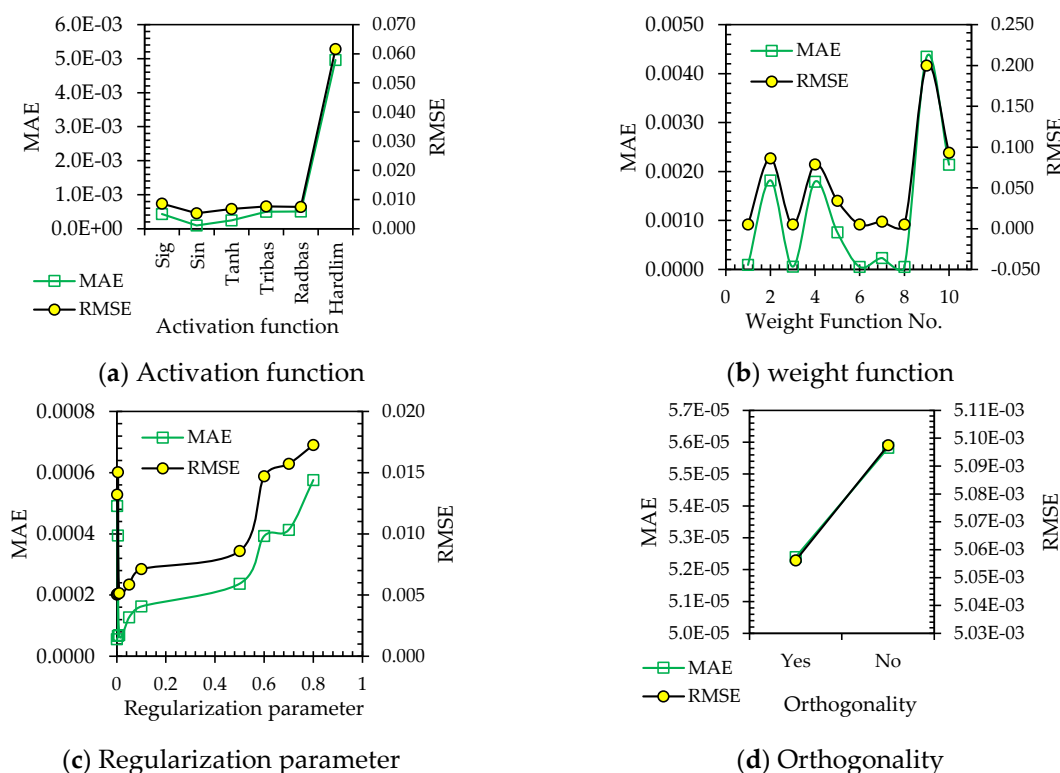 6.0E-03
5.0E-03
4.0E-03
3.0E-03
2.0E-03
1.0E-03
0.0E+00
MAE
0.070
0.060
0.050
0.040
0.030
0.020
0.010
0.000
RMSE
Sig
Sin
Tanh
Tribas
Radbas
Hardlim
MAE
RMSE
Activation function
(a) Activation function
0.0050
0.0040
0.0030
0.0020
0.0010
0.0000
MAE
0.250
0.200
0.150
0.100
0.050
0.000
-0.050
RMSE
MAE
RMSE
0 2 4 6 8 10
Weight Function No.
(b) weight function
0.0008
0.0006
0.0004
0.0002
0.0000
MAE
0.020
0.015
0.010
0.005
0.000
RMSE
MAE
RMSE
0 0.2 0.4 0.6 0.8 1
Regularization parameter
(c) Regularization parameter
5.7E-05
5.6E-05
5.5E-05
5.4E-05
5.3E-05
5.2E-05
5.1E-05
5.0E-05
MAE
5.11E-03
5.10E-03
5.09E-03
5.08E-03
5.07E-03
5.06E-03
5.05E-03
5.04E-03
5.03E-03
RMSE
Yes No
MAE
RMSE
Orthogonality
(d) Orthogonality